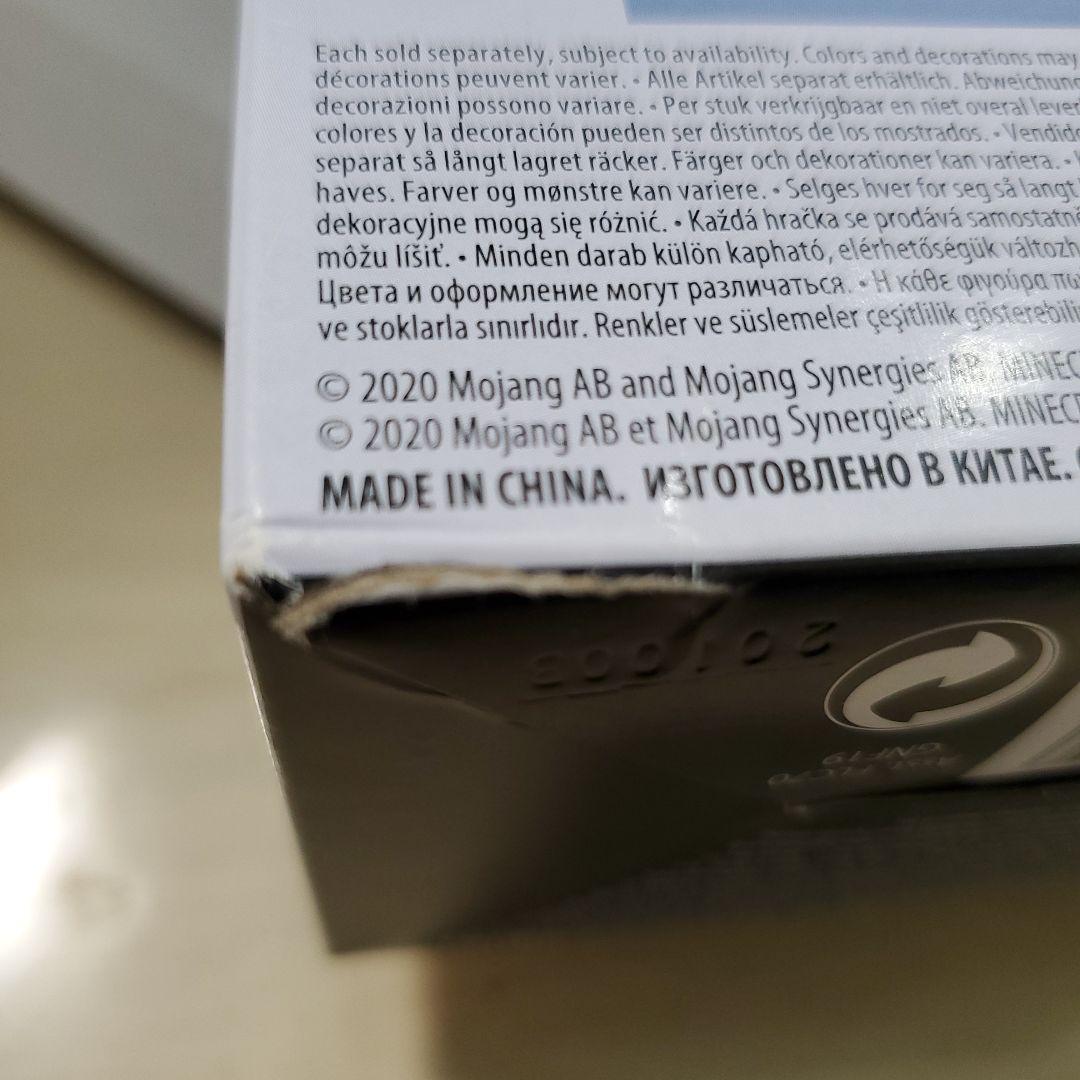 Each sold separately, subject to availability. Colors and decorations may
décorations peuvent varier. • Alle Artikel separat erhältlich. Abweichung
decorazioni possono variare. • Per stuk verkrijgbaar en niet overal lever
colores y la decoración pueden ser distintos de los mostrados. • Vendido
separat så långt lagret räcker. Färger och dekorationer kan variera. •
haves. Farver og mønstre kan variere. • Selges hver for seg så langt
dekoracyjne mogą się różnić. • Každá hračka se prodává samostatně
môžu líšiť. • Minden darab külön kapható, elérhetőségük változh
Цвета и оформление могут различаться. • Η κάθε φιγούρα πω
ve stoklarla sınırlıdır. Renkler ve süslemeler çeşitlilik gösterebili
© 2020 Mojang AB and Mojang Synergies AB. MINEC
© 2020 Mojang AB et Mojang Synergies AB. MINECR
MADE IN CHINA. ИЗГОТОВЛЕНО В КИТАЕ.